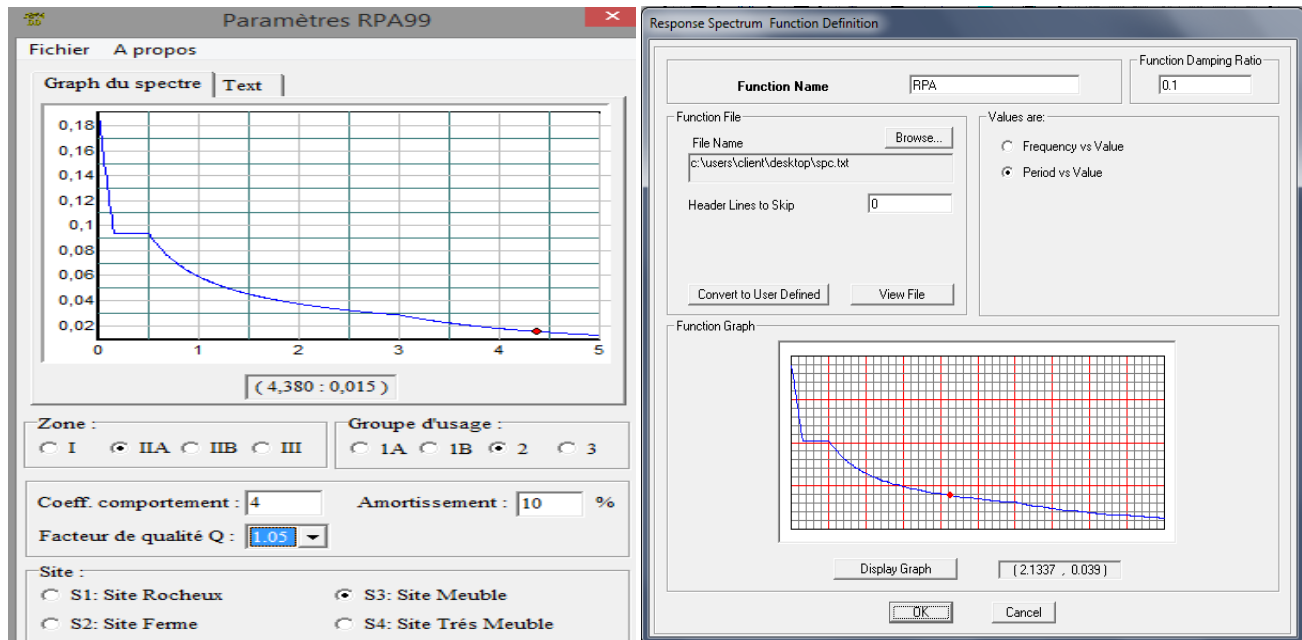 Paramètres RPA99
Fichier A propos
Graph du spectre Text
0,18
0,16
0,14
0,12
0,1
0,08
0,06
0,04
0,02
0 1 2 3 4 5
( 4,380 : 0,015 )
Zone :
I IIA IIB III
Groupe d'usage :
1A 1B 2 3
Coeff. comportement : 4 Amortissement : 10 %
Facteur de qualité Q : 1.05
Site :
S1: Site Rocheux S3: Site Meuble
S2: Site Ferme S4: Site Trés Meuble
Response Spectrum Function Definition
Function Name RPA
Function Damping Ratio
0.1
Function File
File Name Browse...
c:\users\client\desktop\spc.txt
Header Lines to Skip 0
Convert to User Defined View File
Values are:
Frequency vs Value
Period vs Value
Function Graph
Display Graph (2.1337 , 0.039 )
OK Cancel